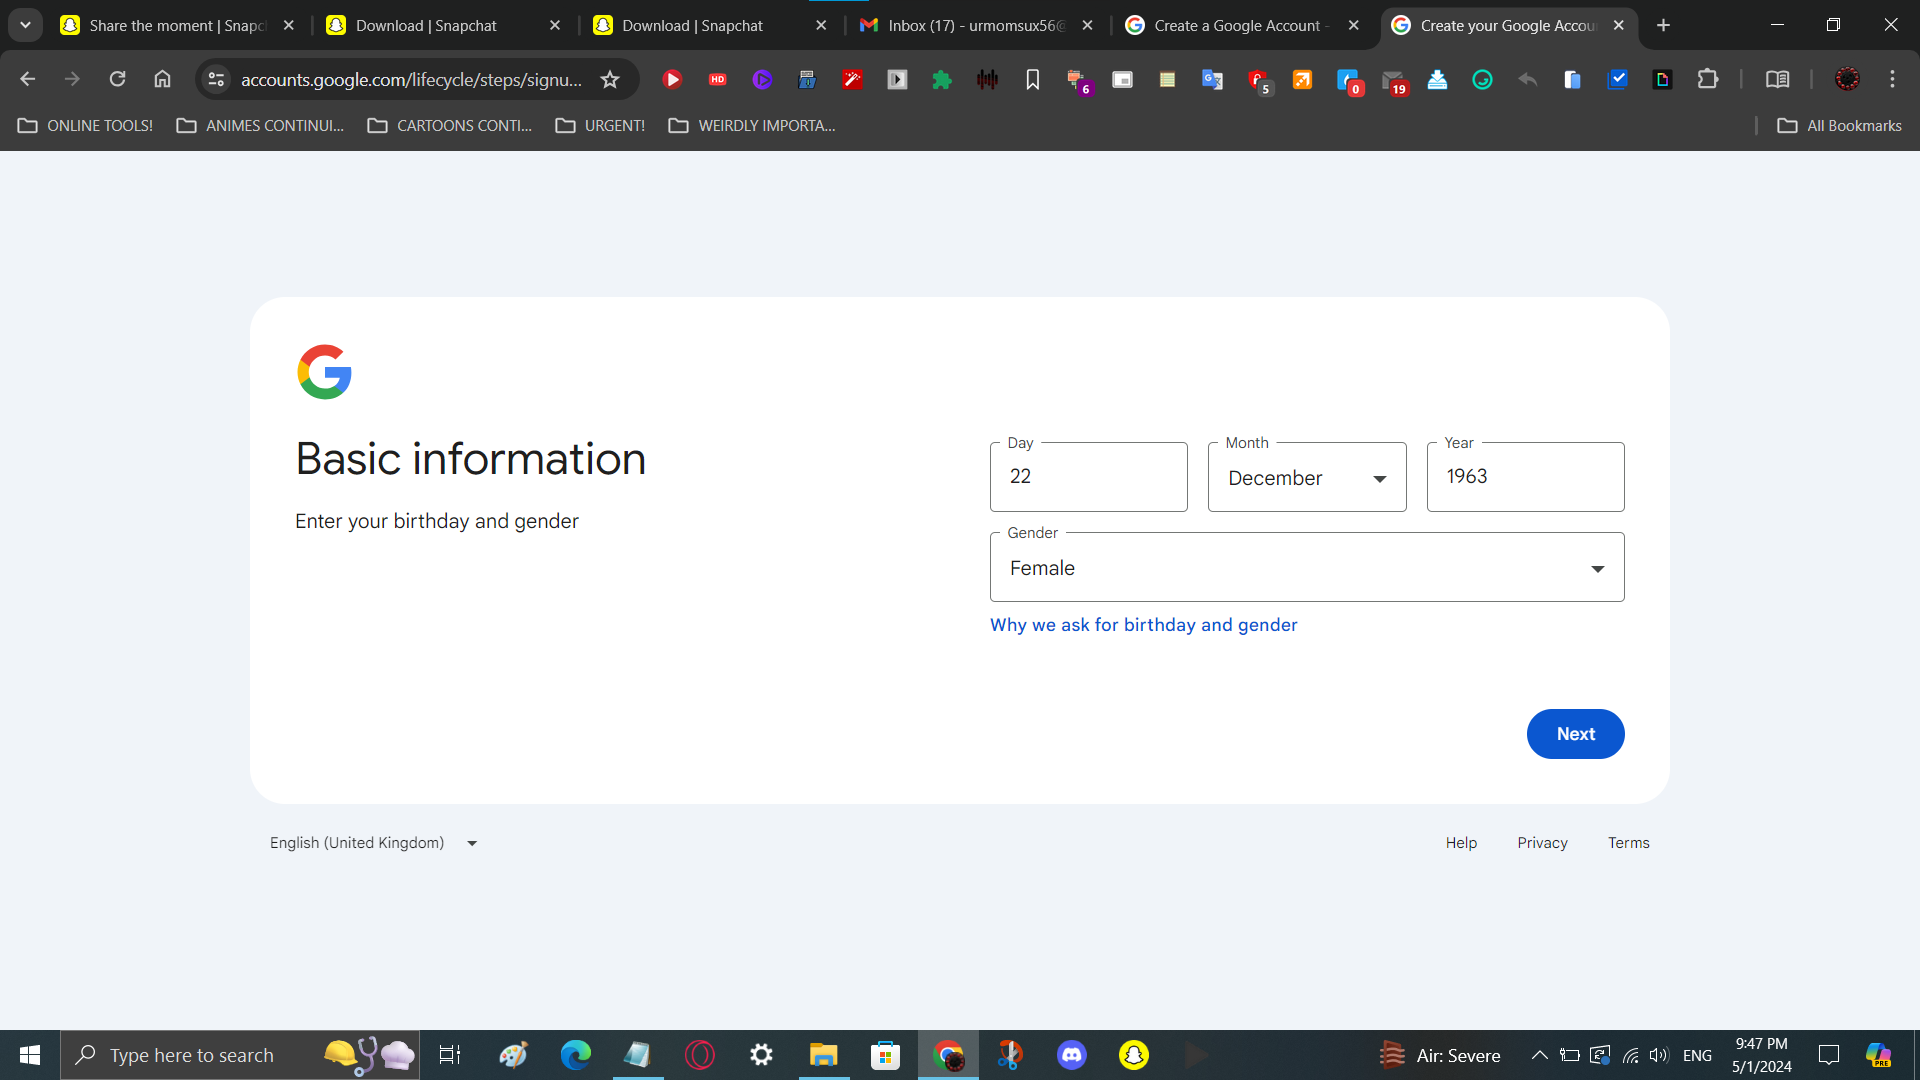 Share the moment | Snapc
Download | Snapchat
Download | Snapchat
Inbox (17) - urmomsux56@
Create a Google Account -
Create your Google Accou
accounts.google.com/lifecycle/steps/signu...
HD
6
5
0
19
ONLINE TOOLS!
ANIMES CONTINUI...
CARTOONS CONTI...
URGENT!
WEIRDLY IMPORTA...
All Bookmarks
Basic information
Enter your birthday and gender
Day
22
Month
December
Year
1963
Gender
Female
Why we ask for birthday and gender
Next
English (United Kingdom)
Help
Privacy
Terms
Type here to search
Air: Severe
ENG
9:47 PM
5/1/2024
PRE